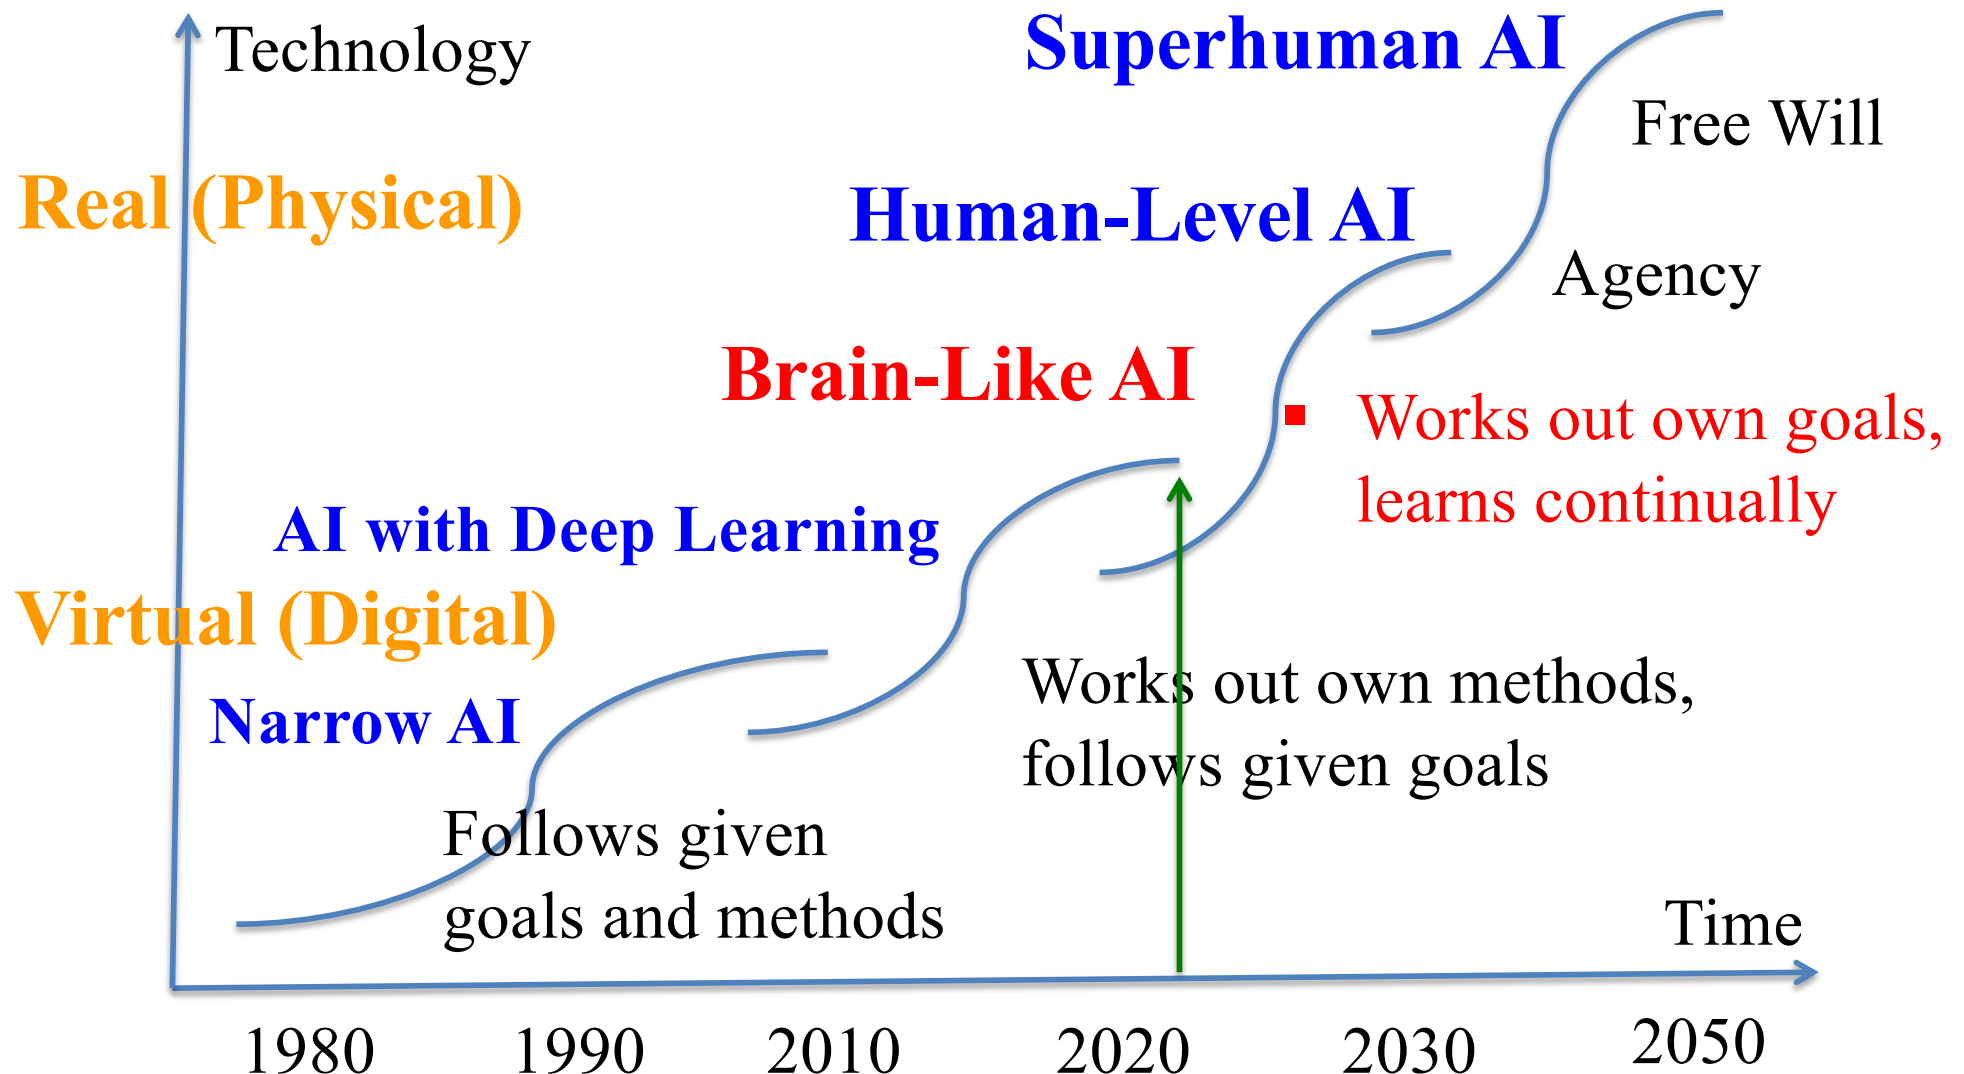 Technology
Superhuman AI
Free Will
Real (Physical)
Human-Level AI
Agency
Brain-Like AI
Works out own goals,
learns continually
AI with Deep Learning
Virtual (Digital)
Works out own methods,
follows given goals
Narrow AI
Follows given
goals and methods
Time
1980 1990 2010 2020 2030 2050